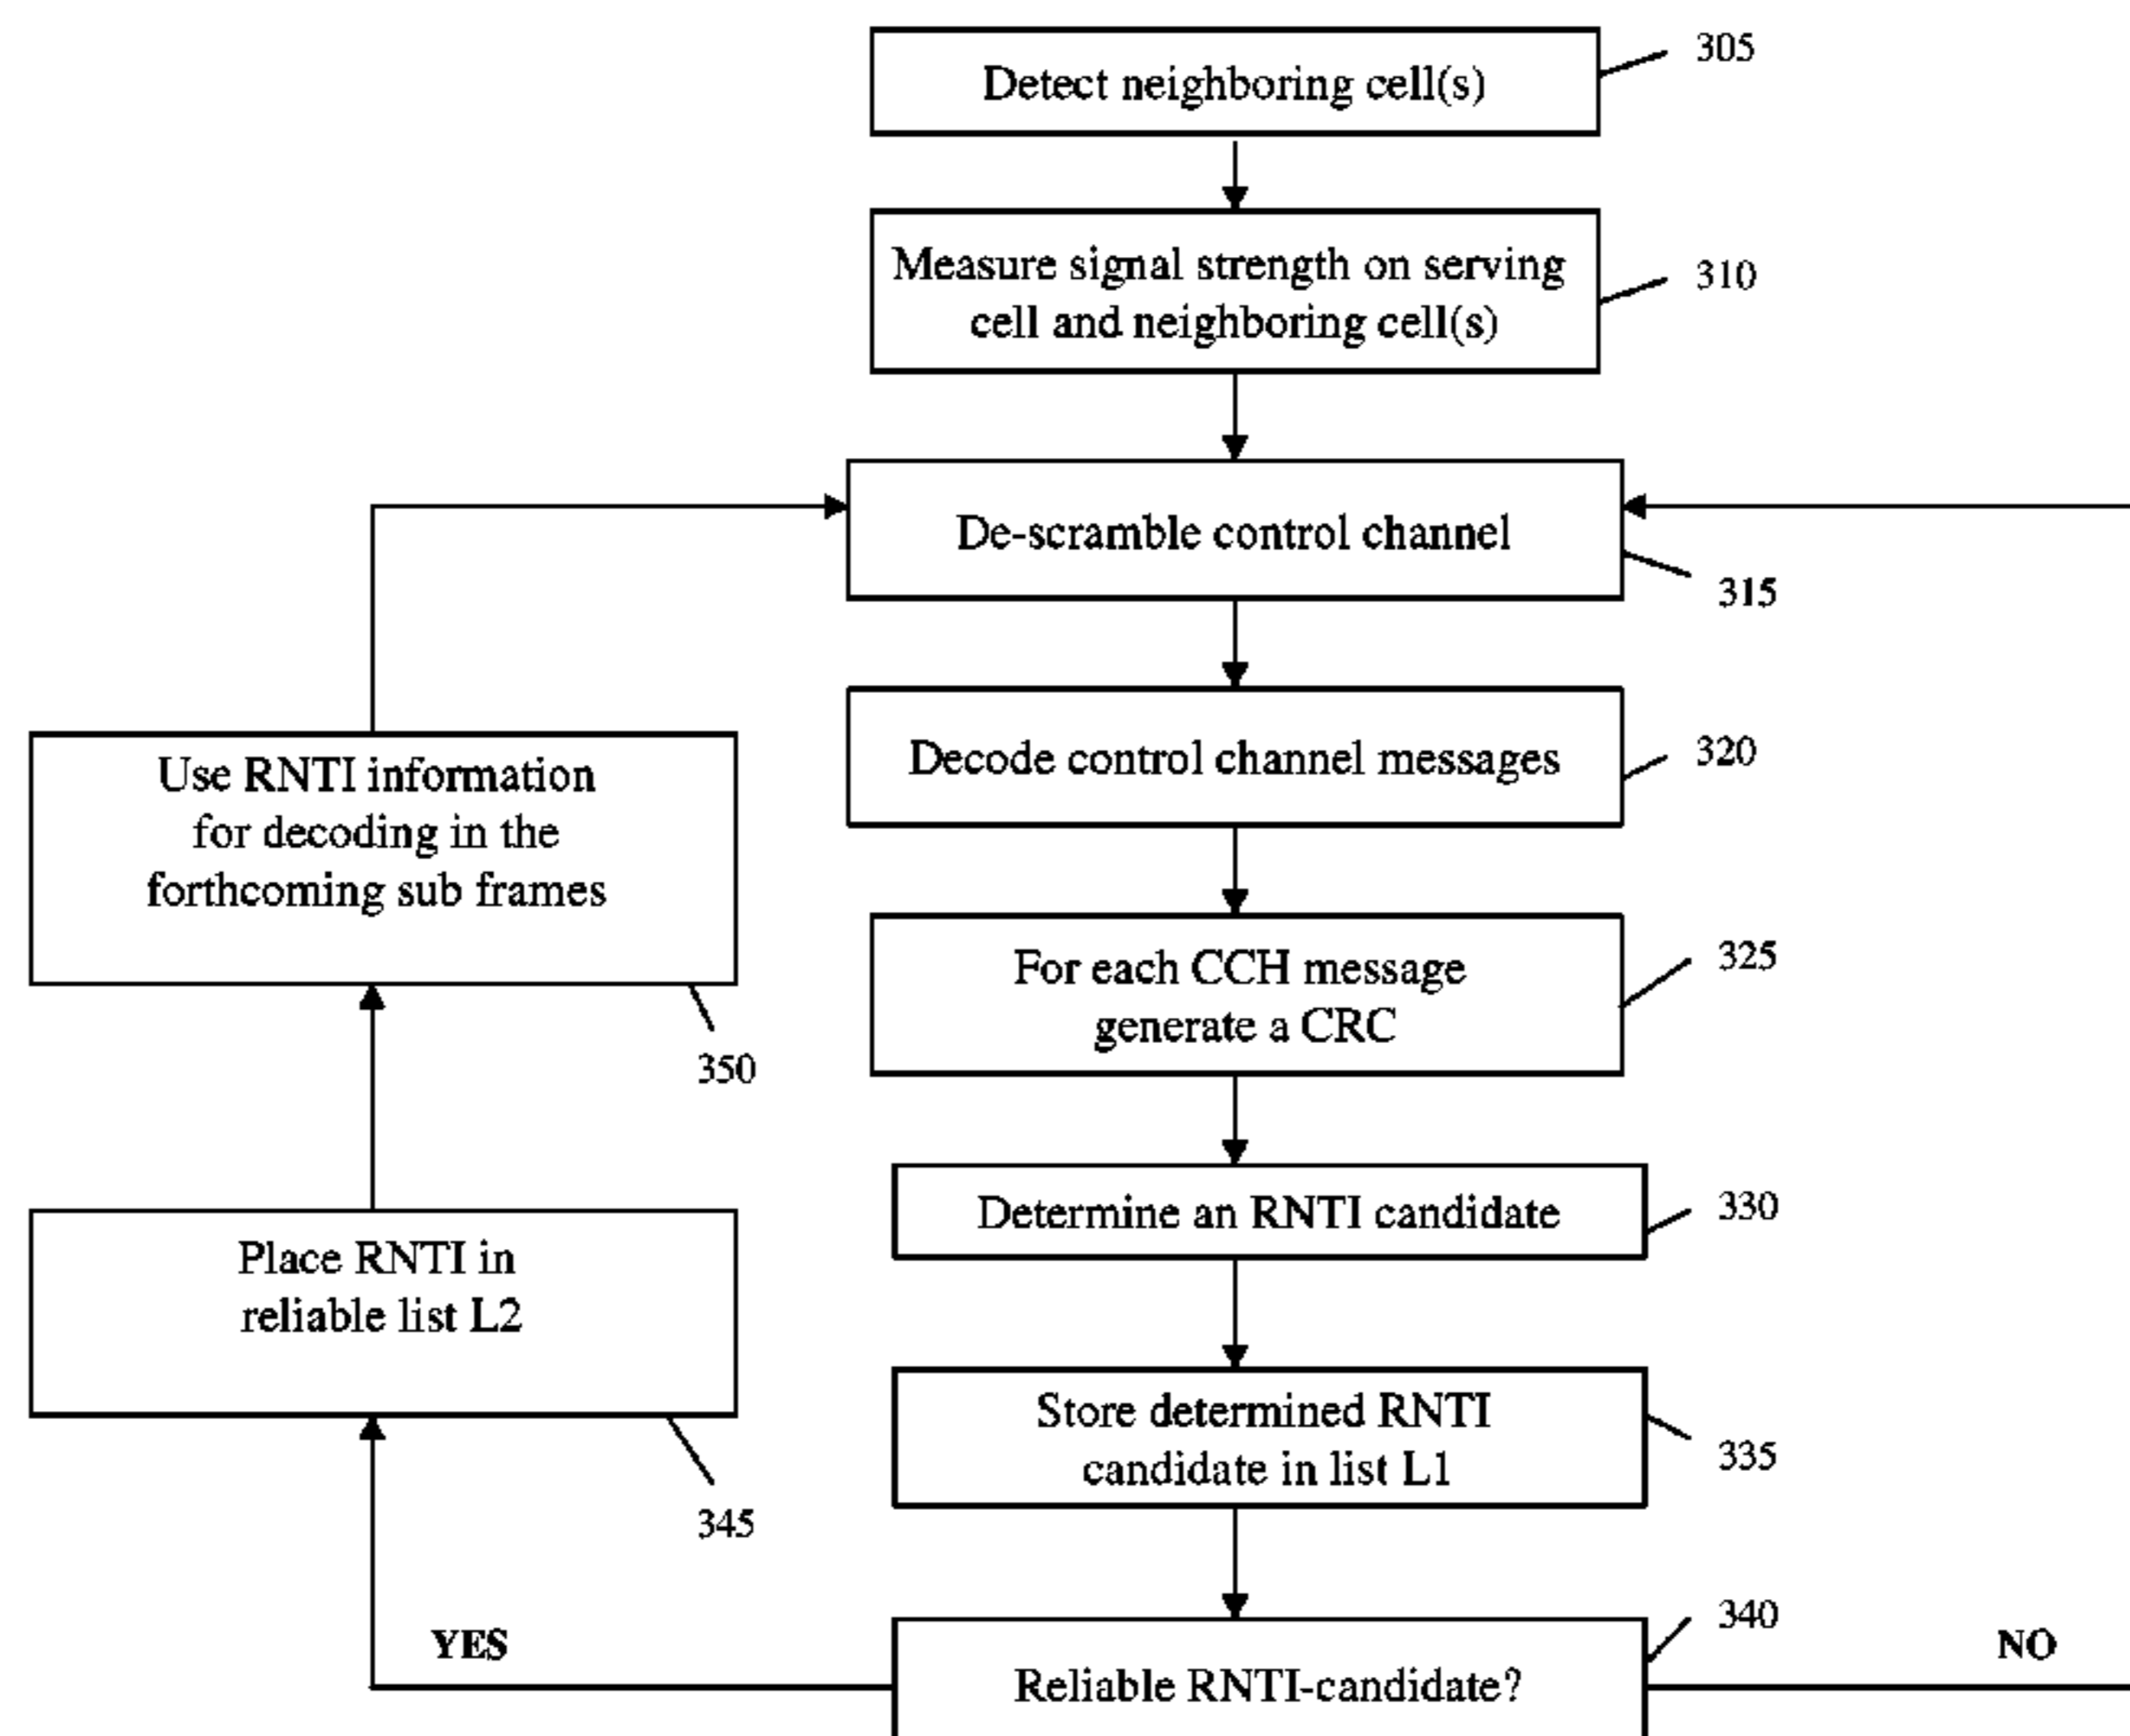 Detect neighboring cell(s)
305
Measure signal strength on serving
cell and neighboring cell(s)
310
De-scramble control channel
315
Decode control channel messages
320
Use RNTI information
for decoding in the
forthcoming sub frames
350
For each CCH message
generate a CRC
325
Determine an RNTI candidate
330
Place RNTI in
reliable list L2
345
Store determined RNTI
candidate in list L1
335
YES
Reliable RNTI-candidate?
340
NO